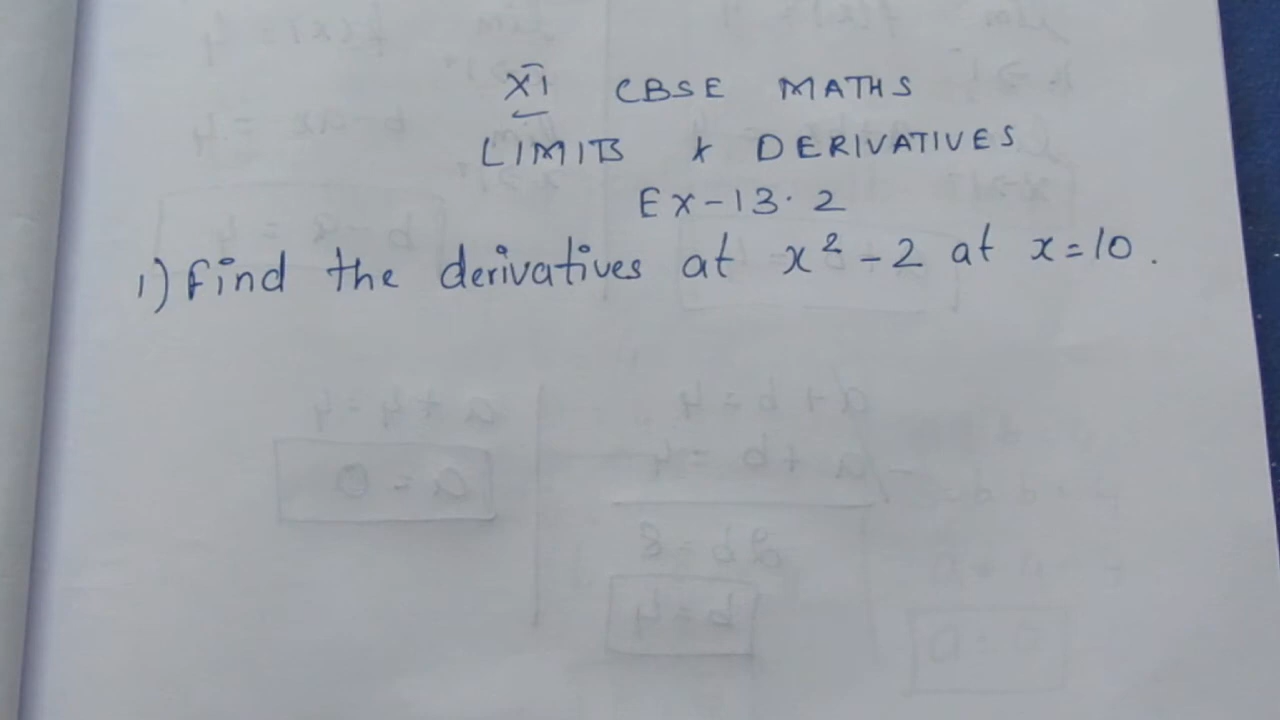 XI CBSE MATHS
LIMITS & DERIVATIVES
Ex-13.2
1) Find the derivatives at x² - 2 at x = 10.